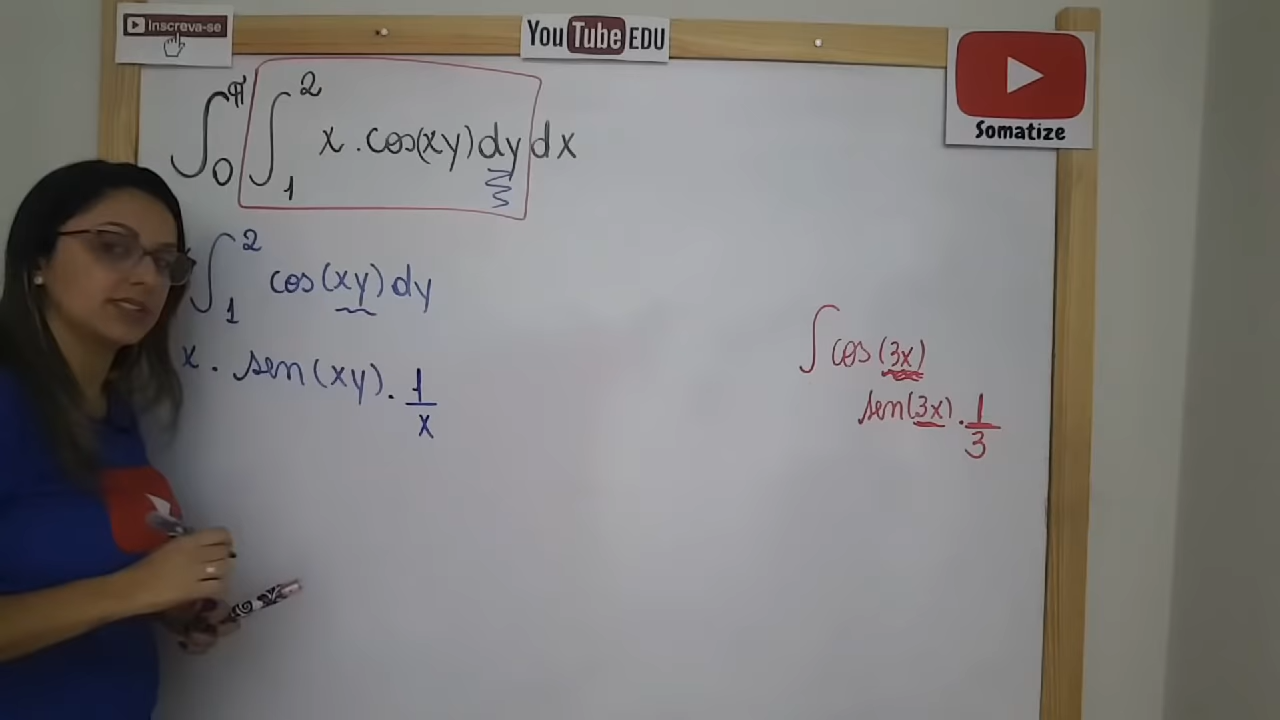 Inscreva-se
YouTube EDU
Somatize
∫₀^π ∫₁² x . cos(xy) dy dx
∫₁² cos(xy) dy
x . sen(xy) . 1/x
∫ cos(3x)
sen(3x) . 1/3